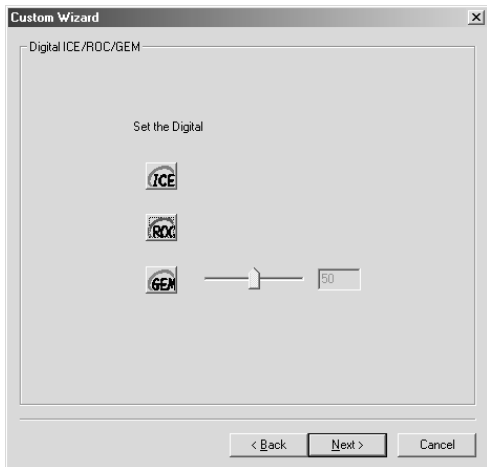 Custom Wizard
Digital ICE/ROC/GEM
Set the Digital
ICE
ROC
GEM 50
< Back Next > Cancel